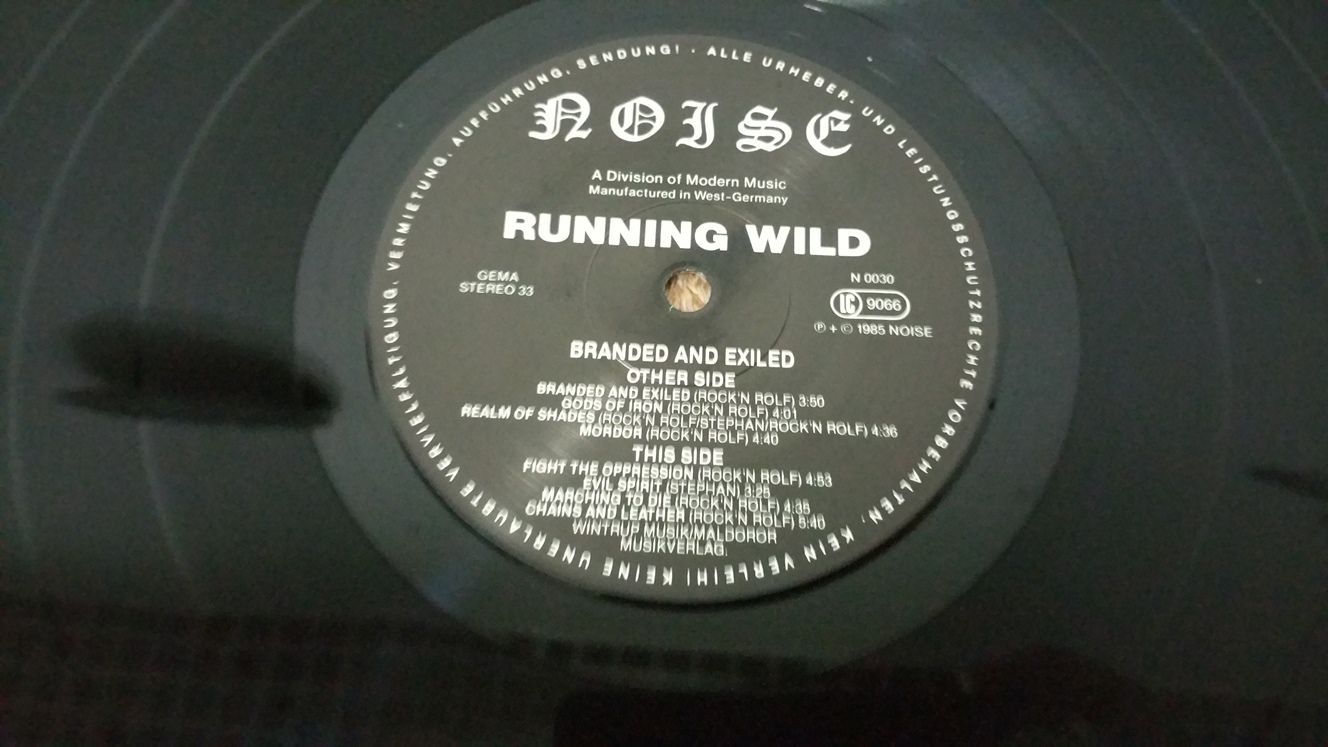 NOISE
A Division of Modern Music
Manufactured in West-Germany
RUNNING WILD
GEMA
STEREO 33
N 0030
LC 9066
℗ + © 1985 NOISE
BRANDED AND EXILED
OTHER SIDE
BRANDED AND EXILED (ROCK'N ROLF) 3:50
GODS OF IRON (ROCK'N ROLF) 4:01
REALM OF SHADES (ROCK'N ROLF/STEPHAN/ROCK'N ROLF) 4:36
MORDOR (ROCK'N ROLF) 4:40
THIS SIDE
FIGHT THE OPPRESSION (ROCK'N ROLF) 4:53
EVIL SPIRIT (STEPHAN) 3:25
MARCHING TO DIE (ROCK'N ROLF) 4:35
CHAINS AND LEATHER (ROCK'N ROLF) 5:40
WINTRUP MUSIK/MALDOROR
MUSIKVERLAG.
ALLE URHEBER- UND LEISTUNGSSCHUTZRECHTE VORBEHALTEN, KEIN VERLEIH! KEINE UNERLAUBTE VERVIELFÄLTIGUNG, VERMIETUNG, AUFFÜHRUNG, SENDUNG! ·